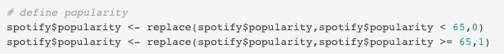 # define popularity
spotify$popularity <- replace(spotify$popularity,spotify$popularity < 65,0)
spotify$popularity <- replace(spotify$popularity,spotify$popularity >= 65,1)